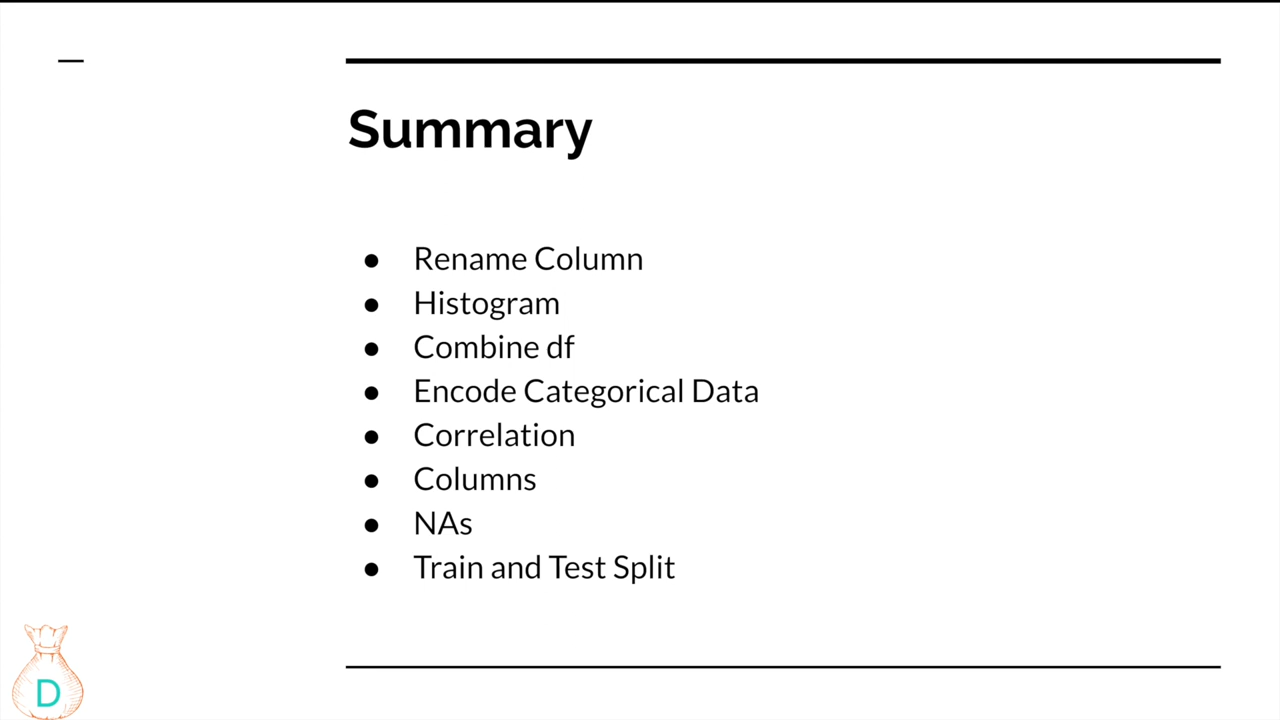 Summary
● Rename Column
● Histogram
● Combine df
● Encode Categorical Data
● Correlation
● Columns
● NAs
● Train and Test Split
D